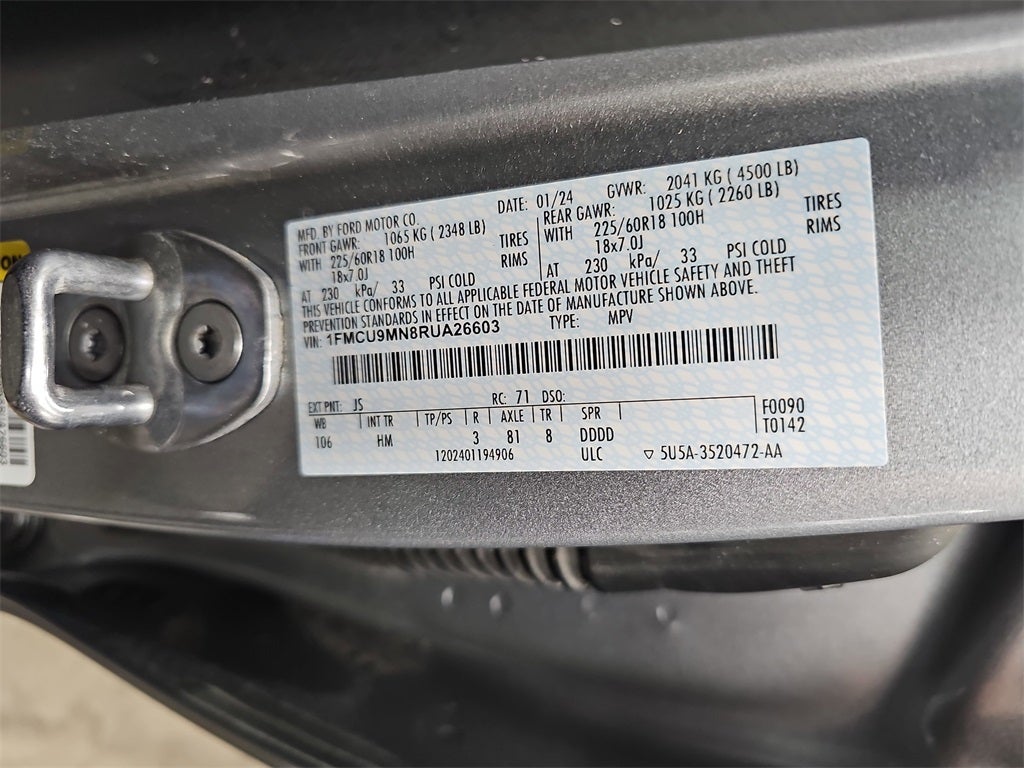 MFD. BY FORD MOTOR CO. DATE: 01/24 GVWR: 2041 KG ( 4500 LB)
FRONT GAWR: 1065 KG ( 2348 LB) REAR GAWR: 1025 KG ( 2260 LB)
WITH 225/60R18 100H TIRES WITH 225/60R18 100H TIRES
18x7.0J RIMS 18x7.0J RIMS
AT 230 kPa/ 33 PSI COLD AT 230 kPa/ 33 PSI COLD
THIS VEHICLE CONFORMS TO ALL APPLICABLE FEDERAL MOTOR VEHICLE SAFETY AND THEFT
PREVENTION STANDARDS IN EFFECT ON THE DATE OF MANUFACTURE SHOWN ABOVE.
VIN: 1FMCU9MN8RUA26603 TYPE: MPV
EXT PNT: JS RC: 71 DSO:
WB INT TR TP/PS R AXLE TR SPR F0090
106 HM 3 81 8 DDDD T0142
1202401194906 ULC ▽ 5U5A-3520472-AA
ON